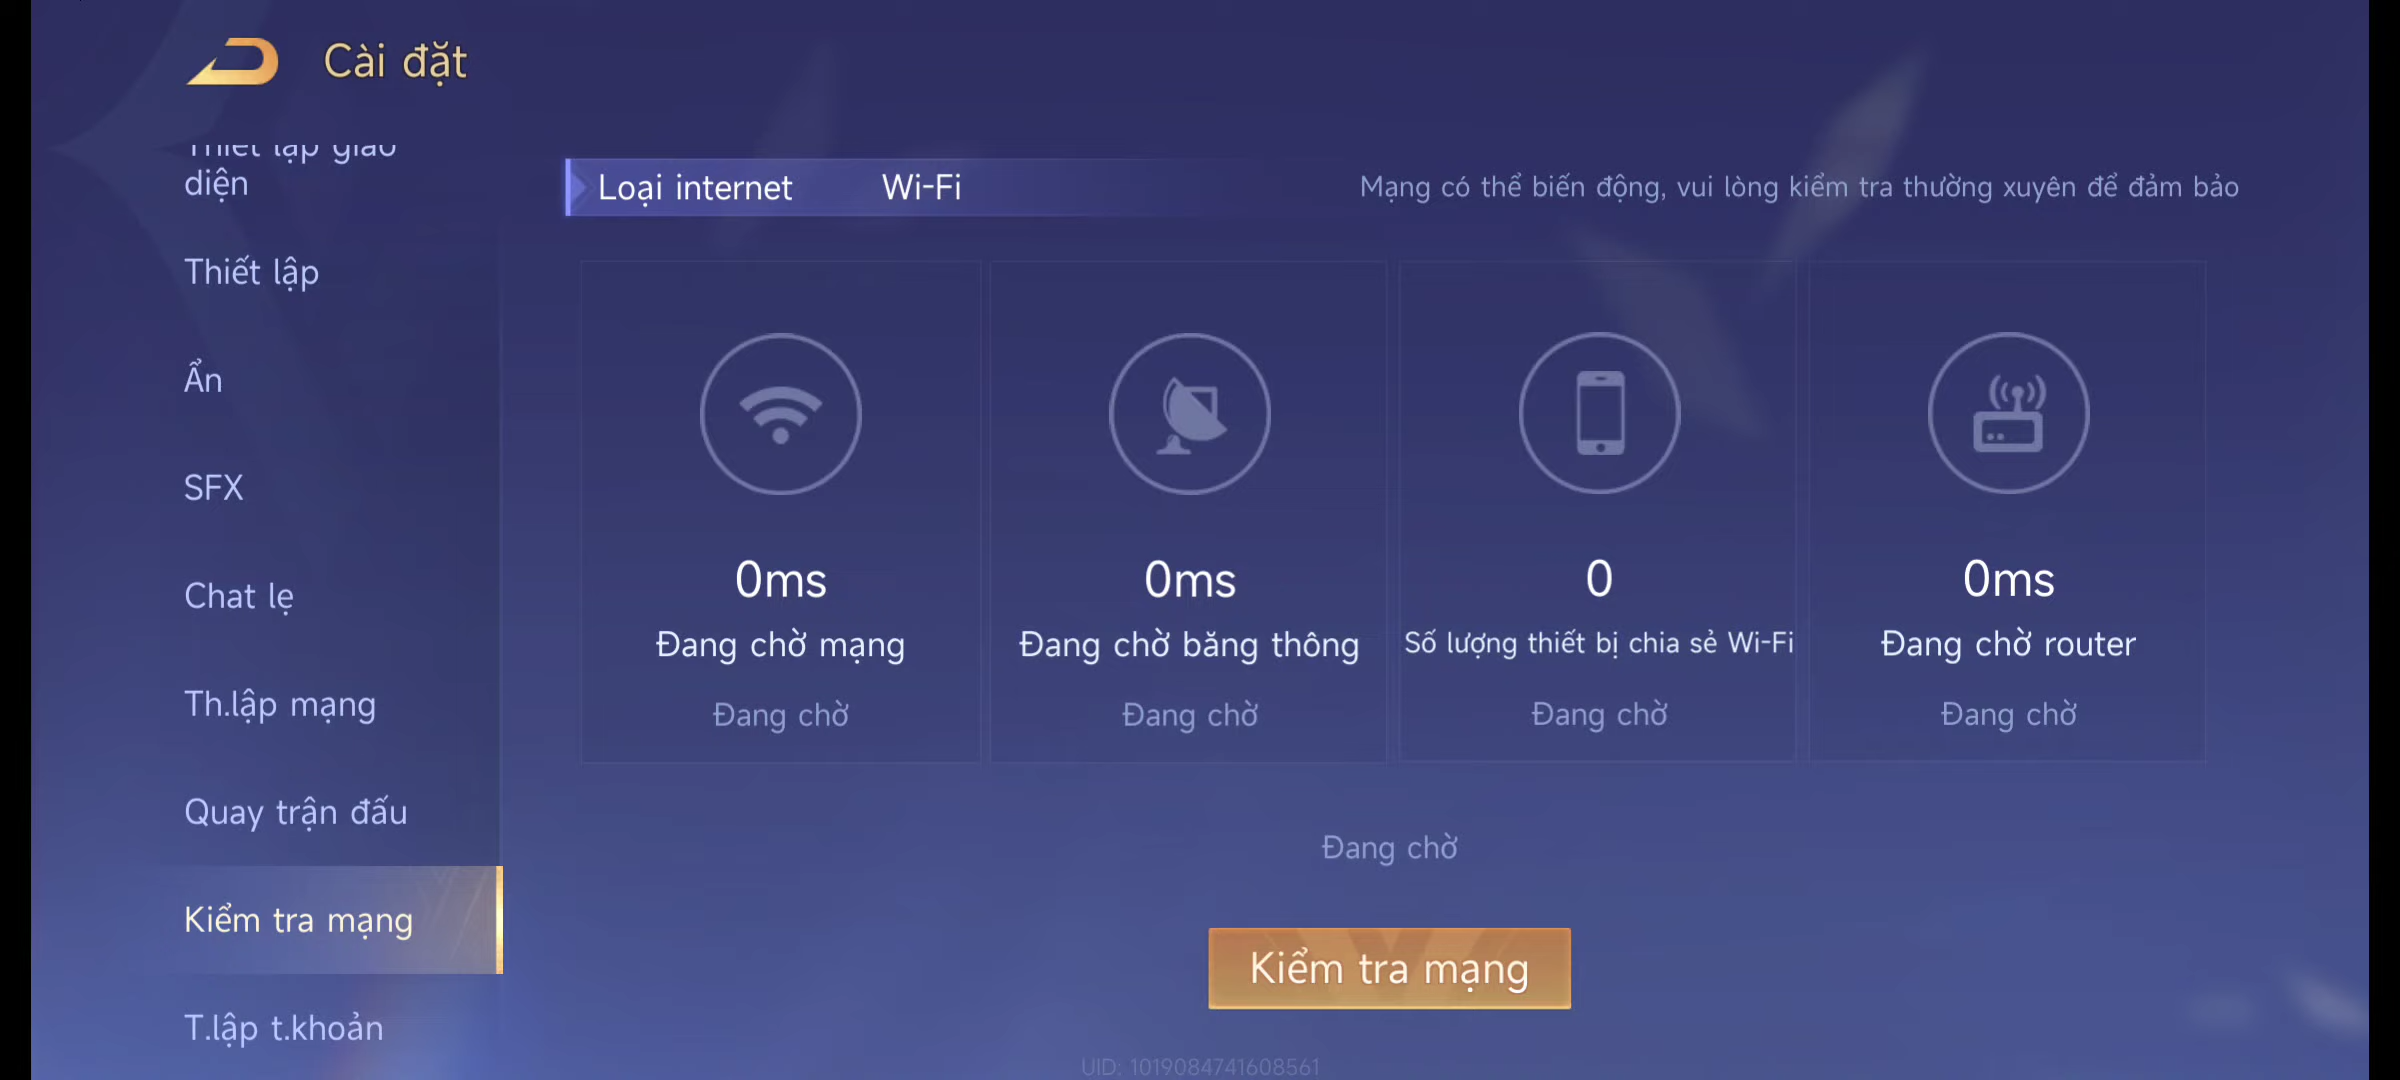 Cài đặt
Thiết lập giao
diện
Thiết lập
Ẩn
SFX
Chat lẹ
Th.lập mạng
Quay trận đấu
Kiểm tra mạng
T.lập t.khoản
Loại internet Wi-Fi
Mạng có thể biến động, vui lòng kiểm tra thường xuyên để đảm bảo
0ms
Đang chờ mạng
Đang chờ
0ms
Đang chờ băng thông
Đang chờ
0
Số lượng thiết bị chia sẻ Wi-Fi
Đang chờ
0ms
Đang chờ router
Đang chờ
Đang chờ
Kiểm tra mạng
UID: 1019084741608561